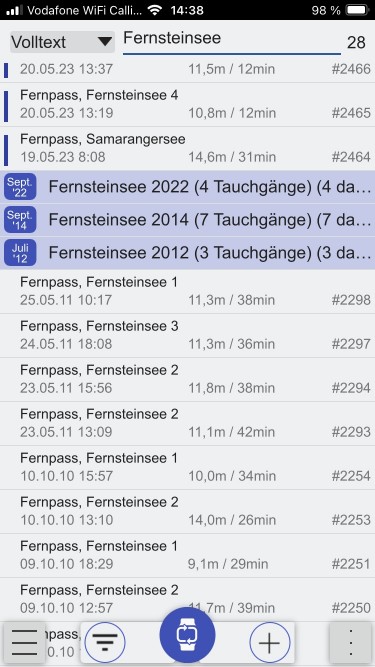 Vodafone WiFi Calli... 14:38 98 %
Volltext Fernsteinsee 28
20.05.23 13:37 11,5m / 12min #2466
Fernpass, Fernsteinsee 4
20.05.23 13:19 10,8m / 12min #2465
Fernpass, Samarangersee
19.05.23 8:08 14,6m / 31min #2464
Sept. '22 Fernsteinsee 2022 (4 Tauchgänge) (4 da...
Sept. '14 Fernsteinsee 2014 (7 Tauchgänge) (7 da...
Juli '12 Fernsteinsee 2012 (3 Tauchgänge) (3 da...
Fernpass, Fernsteinsee 1
25.05.11 10:17 11,3m / 38min #2298
Fernpass, Fernsteinsee 3
24.05.11 18:08 11,3m / 36min #2297
Fernpass, Fernsteinsee 2
23.05.11 15:56 11,8m / 38min #2294
Fernpass, Fernsteinsee 2
23.05.11 13:09 11,1m / 42min #2293
Fernpass, Fernsteinsee 1
10.10.10 15:57 10,0m / 34min #2254
Fernpass, Fernsteinsee 2
10.10.10 13:10 14,0m / 26min #2253
Fernpass, Fernsteinsee 1
09.10.10 18:29 9,1m / 29min #2251
Fernpass, Fernsteinsee 2
09.10.10 12:57 11,7m / 39min #2250